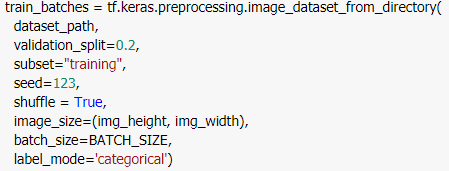 train_batches = tf.keras.preprocessing.image_dataset_from_directory(
  dataset_path,
  validation_split=0.2,
  subset="training",
  seed=123,
  shuffle = True,
  image_size=(img_height, img_width),
  batch_size=BATCH_SIZE,
  label_mode='categorical')